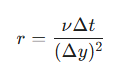 r = νΔt / (Δy)²